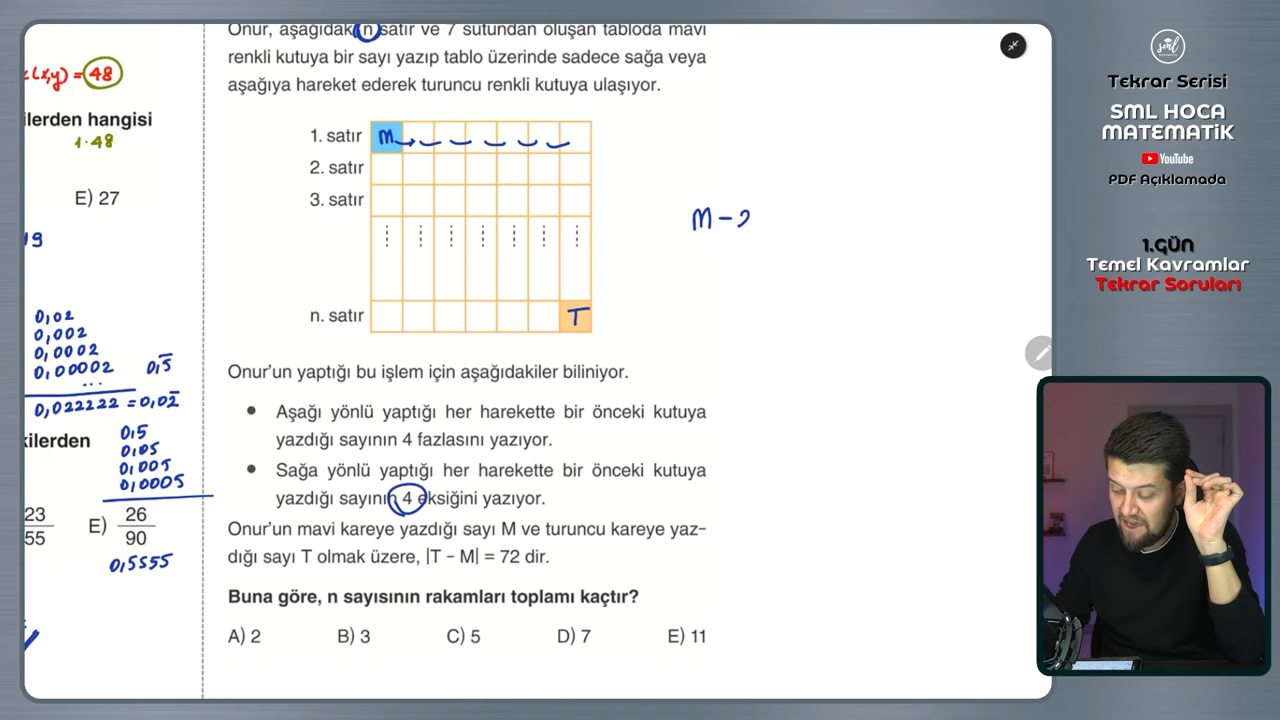 Onur, aşağıdaki n satır ve 7 sütundan oluşan tabloda mavi
renkli kutuya bir sayı yazıp tablo üzerinde sadece sağa veya
aşağıya hareket ederek turuncu renkli kutuya ulaşıyor.
(x,y) = 48
ilerden hangisi
1·48
E) 27
19
1. satır M
2. satır
3. satır
n. satır T
M -
0,02
0,002
0,0002
0,00002
...
0,022222 = 0,02̅
0,5̅
kilerden
0,5
0,05
0,005
0,0005
23
55
E) 26
90
0,5555
Onur'un yaptığı bu işlem için aşağıdakiler biliniyor.
● Aşağı yönlü yaptığı her harekette bir önceki kutuya
yazdığı sayının 4 fazlasını yazıyor.
● Sağa yönlü yaptığı her harekette bir önceki kutuya
yazdığı sayının 4 eksiğini yazıyor.
Onur'un mavi kareye yazdığı sayı M ve turuncu kareye yaz-
dığı sayı T olmak üzere, |T - M| = 72 dir.
Buna göre, n sayısının rakamları toplamı kaçtır?
A) 2 B) 3 C) 5 D) 7 E) 11
sml
Tekrar Serisi
SML HOCA
MATEMATİK
YouTube
PDF Açıklamada
1.GÜN
Temel Kavramlar
Tekrar Soruları